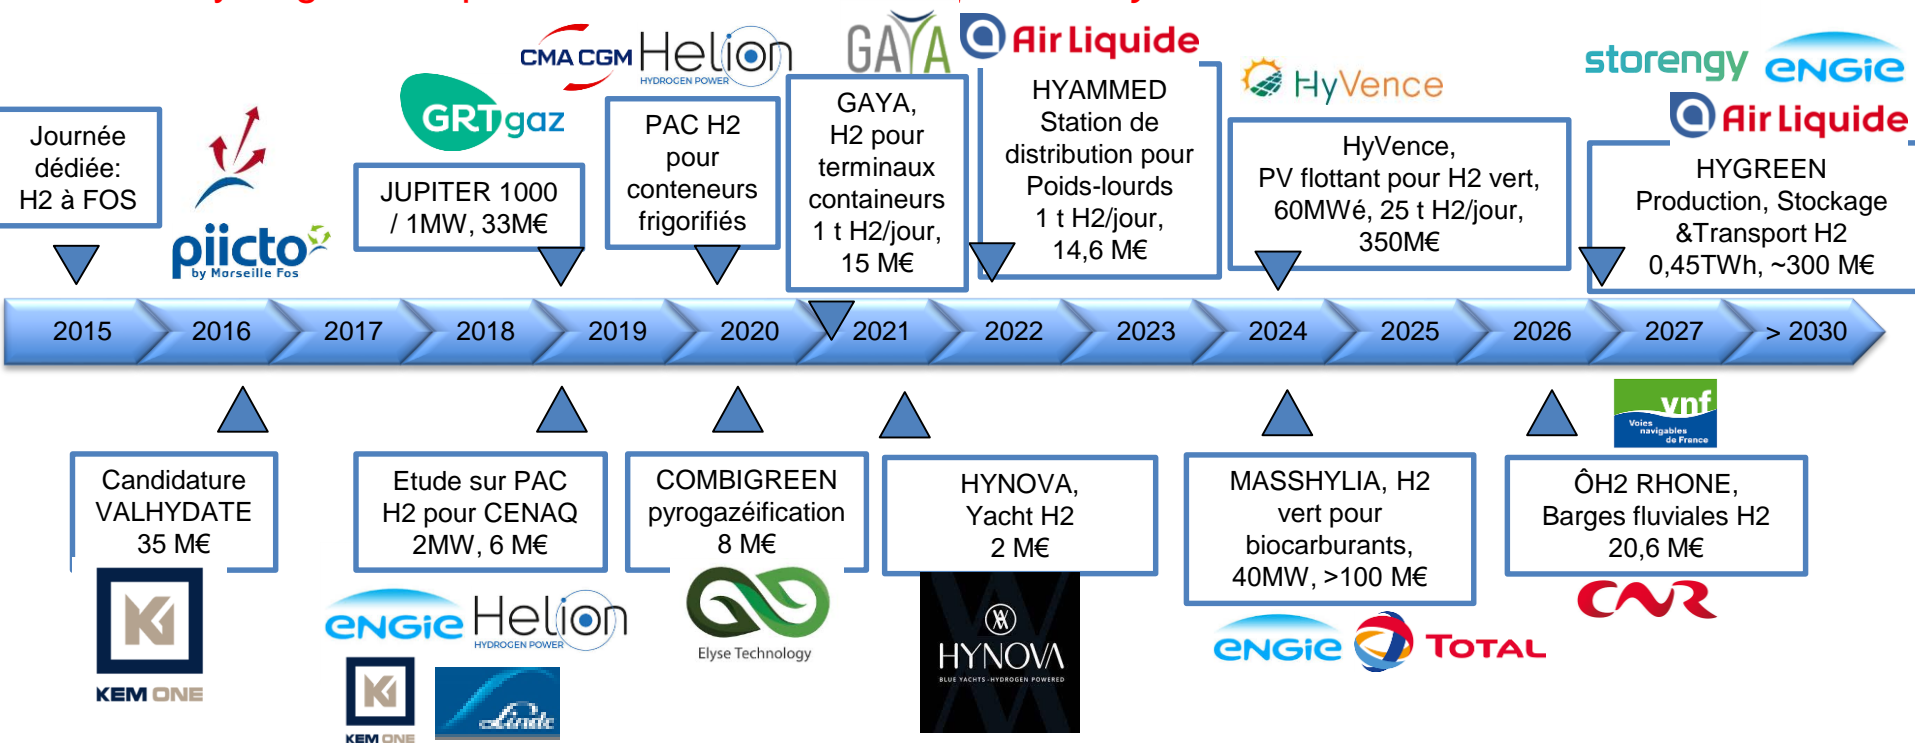 CMA CGM
Helion
HYDROGEN POWER
GAYA
Air Liquide
HyVence
storengy
ENGIE
Air Liquide
GRTgaz
piicto
by Marseille Fos
Journée
dédiée:
H2 à FOS
JUPITER 1000
/ 1MW, 33M€
PAC H2
pour
conteneurs
frigorifiés
GAYA,
H2 pour
terminaux
containeurs
1 t H2/jour,
15 M€
HYAMMED
Station de
distribution pour
Poids-lourds
1 t H2/jour,
14,6 M€
HyVence,
PV flottant pour H2 vert,
60MWé, 25 t H2/jour,
350M€
HYGREEN
Production, Stockage
&Transport H2
0,45TWh, ~300 M€
2015
2016
2017
2018
2019
2020
2021
2022
2023
2024
2025
2026
2027
> 2030
Candidature
VALHYDATE
35 M€
KEM ONE
Etude sur PAC
H2 pour CENAQ
2MW, 6 M€
ENGIE
Helion
HYDROGEN POWER
KEM ONE
Linde
COMBIGREEN
pyrogazéification
8 M€
Elyse Technology
HYNOVA,
Yacht H2
2 M€
HYNOVA
BLUE YACHTS -HYDROGEN POWERED
MASSHYLIA, H2
vert pour
biocarburants,
40MW, >100 M€
ENGIE
TOTAL
vnf
Voies
navigables
de France
ÔH2 RHONE,
Barges fluviales H2
20,6 M€
CNR